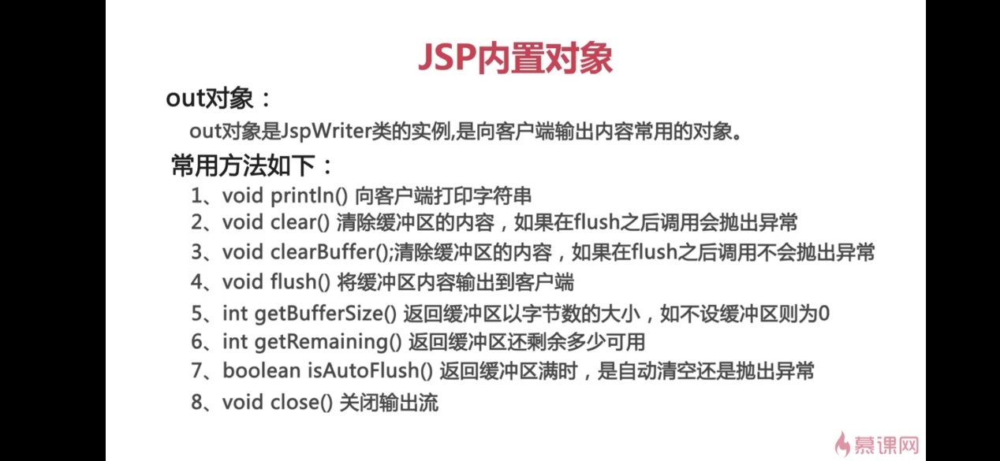 JSP内置对象
out对象：
out对象是JspWriter类的实例,是向客户端输出内容常用的对象。
常用方法如下：
1、void println() 向客户端打印字符串
2、void clear() 清除缓冲区的内容，如果在flush之后调用会抛出异常
3、void clearBuffer();清除缓冲区的内容，如果在flush之后调用不会抛出异常
4、void flush() 将缓冲区内容输出到客户端
5、int getBufferSize() 返回缓冲区以字节数的大小，如不设缓冲区则为0
6、int getRemaining() 返回缓冲区还剩余多少可用
7、boolean isAutoFlush() 返回缓冲区满时，是自动清空还是抛出异常
8、void close() 关闭输出流
慕课网